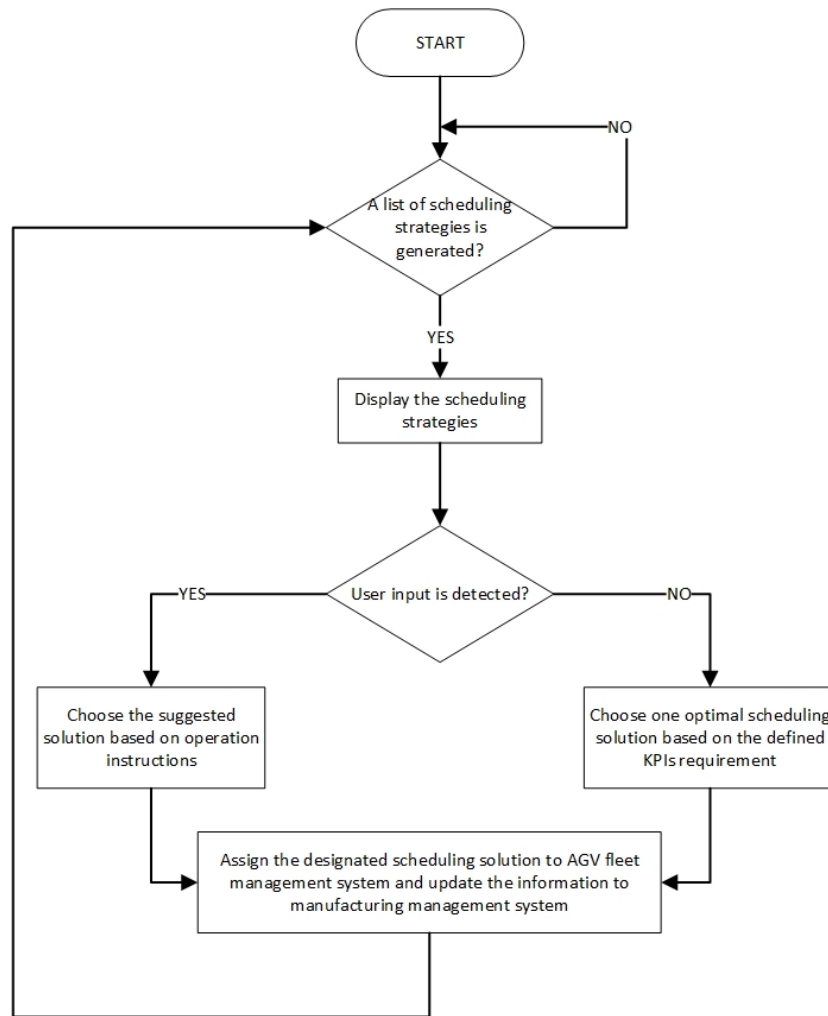 START
NO
A list of scheduling
strategies is
generated?
YES
Display the scheduling
strategies
User input is detected?
YES
NO
Choose the suggested
solution based on operation
instructions
Choose one optimal scheduling
solution based on the defined
KPIs requirement
Assign the designated scheduling solution to AGV fleet
management system and update the information to
manufacturing management system